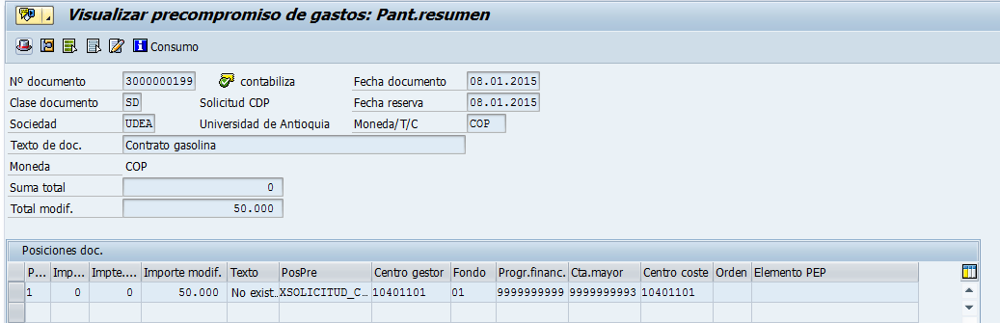 Visualizar precompromiso de gastos: Pant.resumen
Consumo
Nº documento 3000000199 contabiliza Fecha documento 08.01.2015
Clase documento SD Solicitud CDP Fecha reserva 08.01.2015
Sociedad UDEA Universidad de Antioquia Moneda/T/C COP
Texto de doc. Contrato gasolina
Moneda COP
Suma total 0
Total modif. 50.000
Posiciones doc.
P... Imp... Impte.... Importe modif. Texto PosPre Centro gestor Fondo Progr.financ. Cta.mayor Centro coste Orden Elemento PEP
1 0 0 50.000 No exist... XSOLICITUD_C... 10401101 01 9999999999 9999999993 10401101